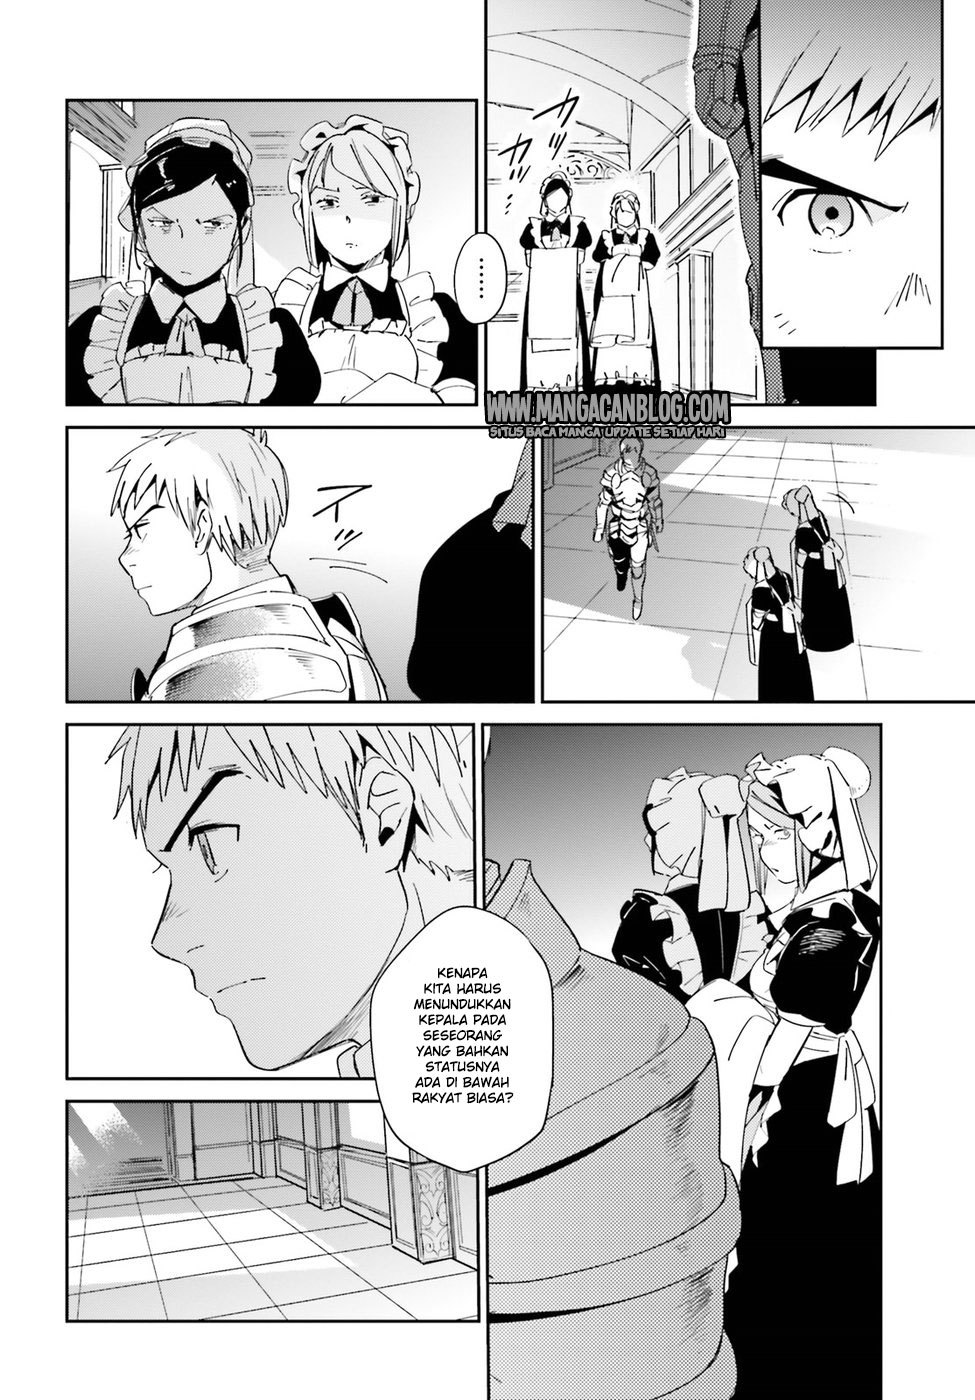 カッ
カッ
………
WWW.MANGACANBLOG.COM
SITUS BACA MANGA UPDATE SETIAP HARI
KENAPA
KITA HARUS
MENUNDUKKAN
KEPALA PADA
SESEORANG
YANG BAHKAN
STATUSNYA
ADA DI BAWAH
RAKYAT BIASA?